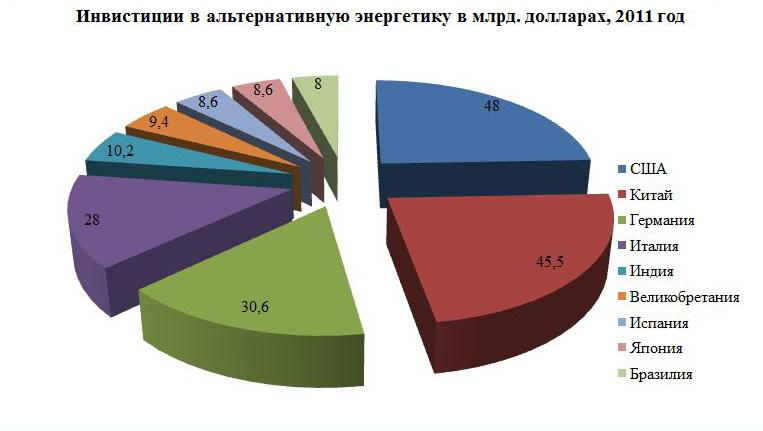 Инвистиции в альтернативную энергетику в млрд. долларах, 2011 год
8
8,6
8,6
9,4
10,2
28
30,6
45,5
48
США
Китай
Германия
Италия
Индия
Великобретания
Испания
Япония
Бразилия